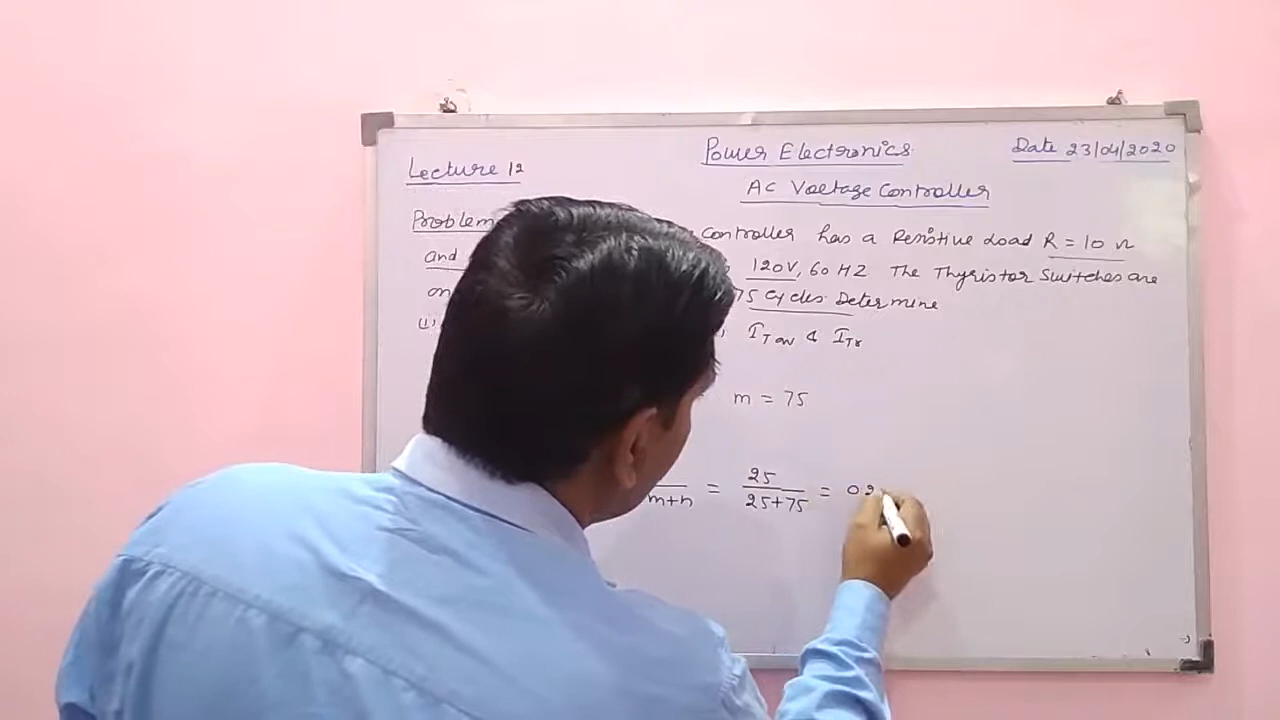 Lecture 12
Power Electronics
Date 23/04/2020
AC Voltage Controller
Problem
Controller has a Resistive Load R = 10 Ω
and
120V, 60 HZ The Thyristor Switches are
on
75 Cycles Determine
(i)
I_T av & I_Tr
m = 75
m+n = 25/25+75 = 0.2